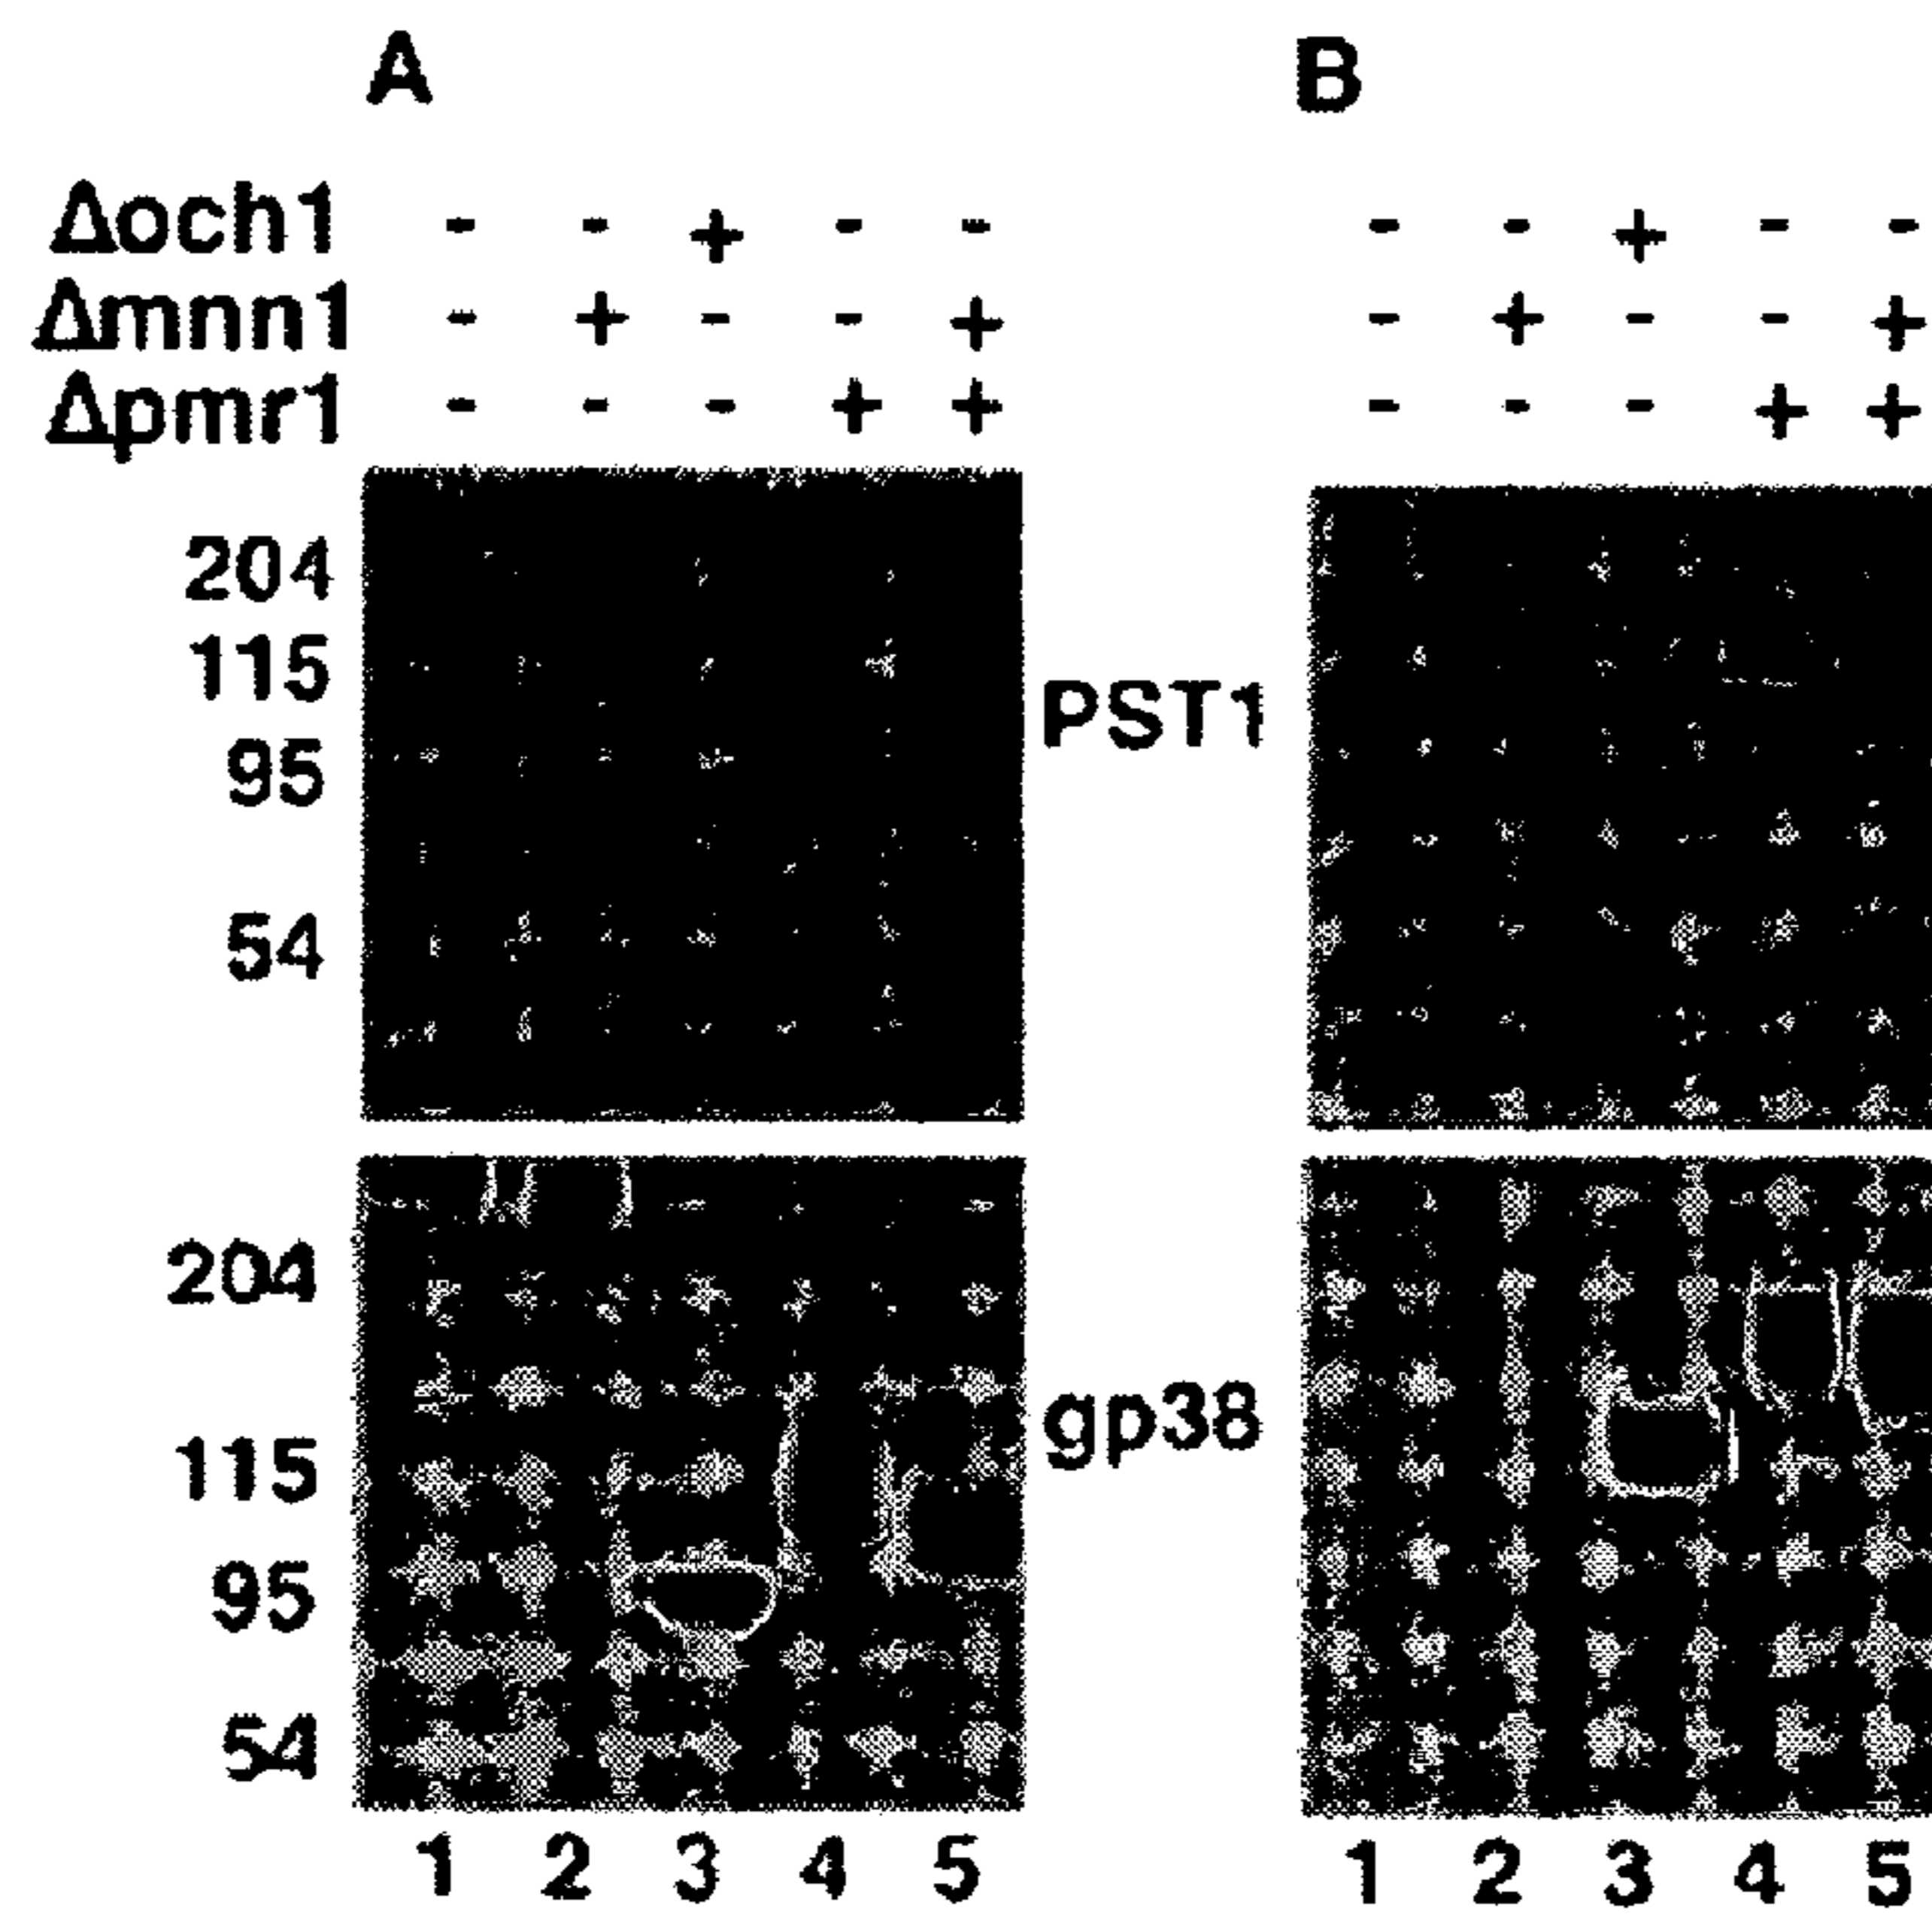 A B
Δoch1 - - + - - - - + - -
Δmnn1 - + - - + - + - - +
Δpmr1 - - - + + - - - + +
204
115
PST1
95
54
204
115
gp38
95
54
1 2 3 4 5 1 2 3 4 5